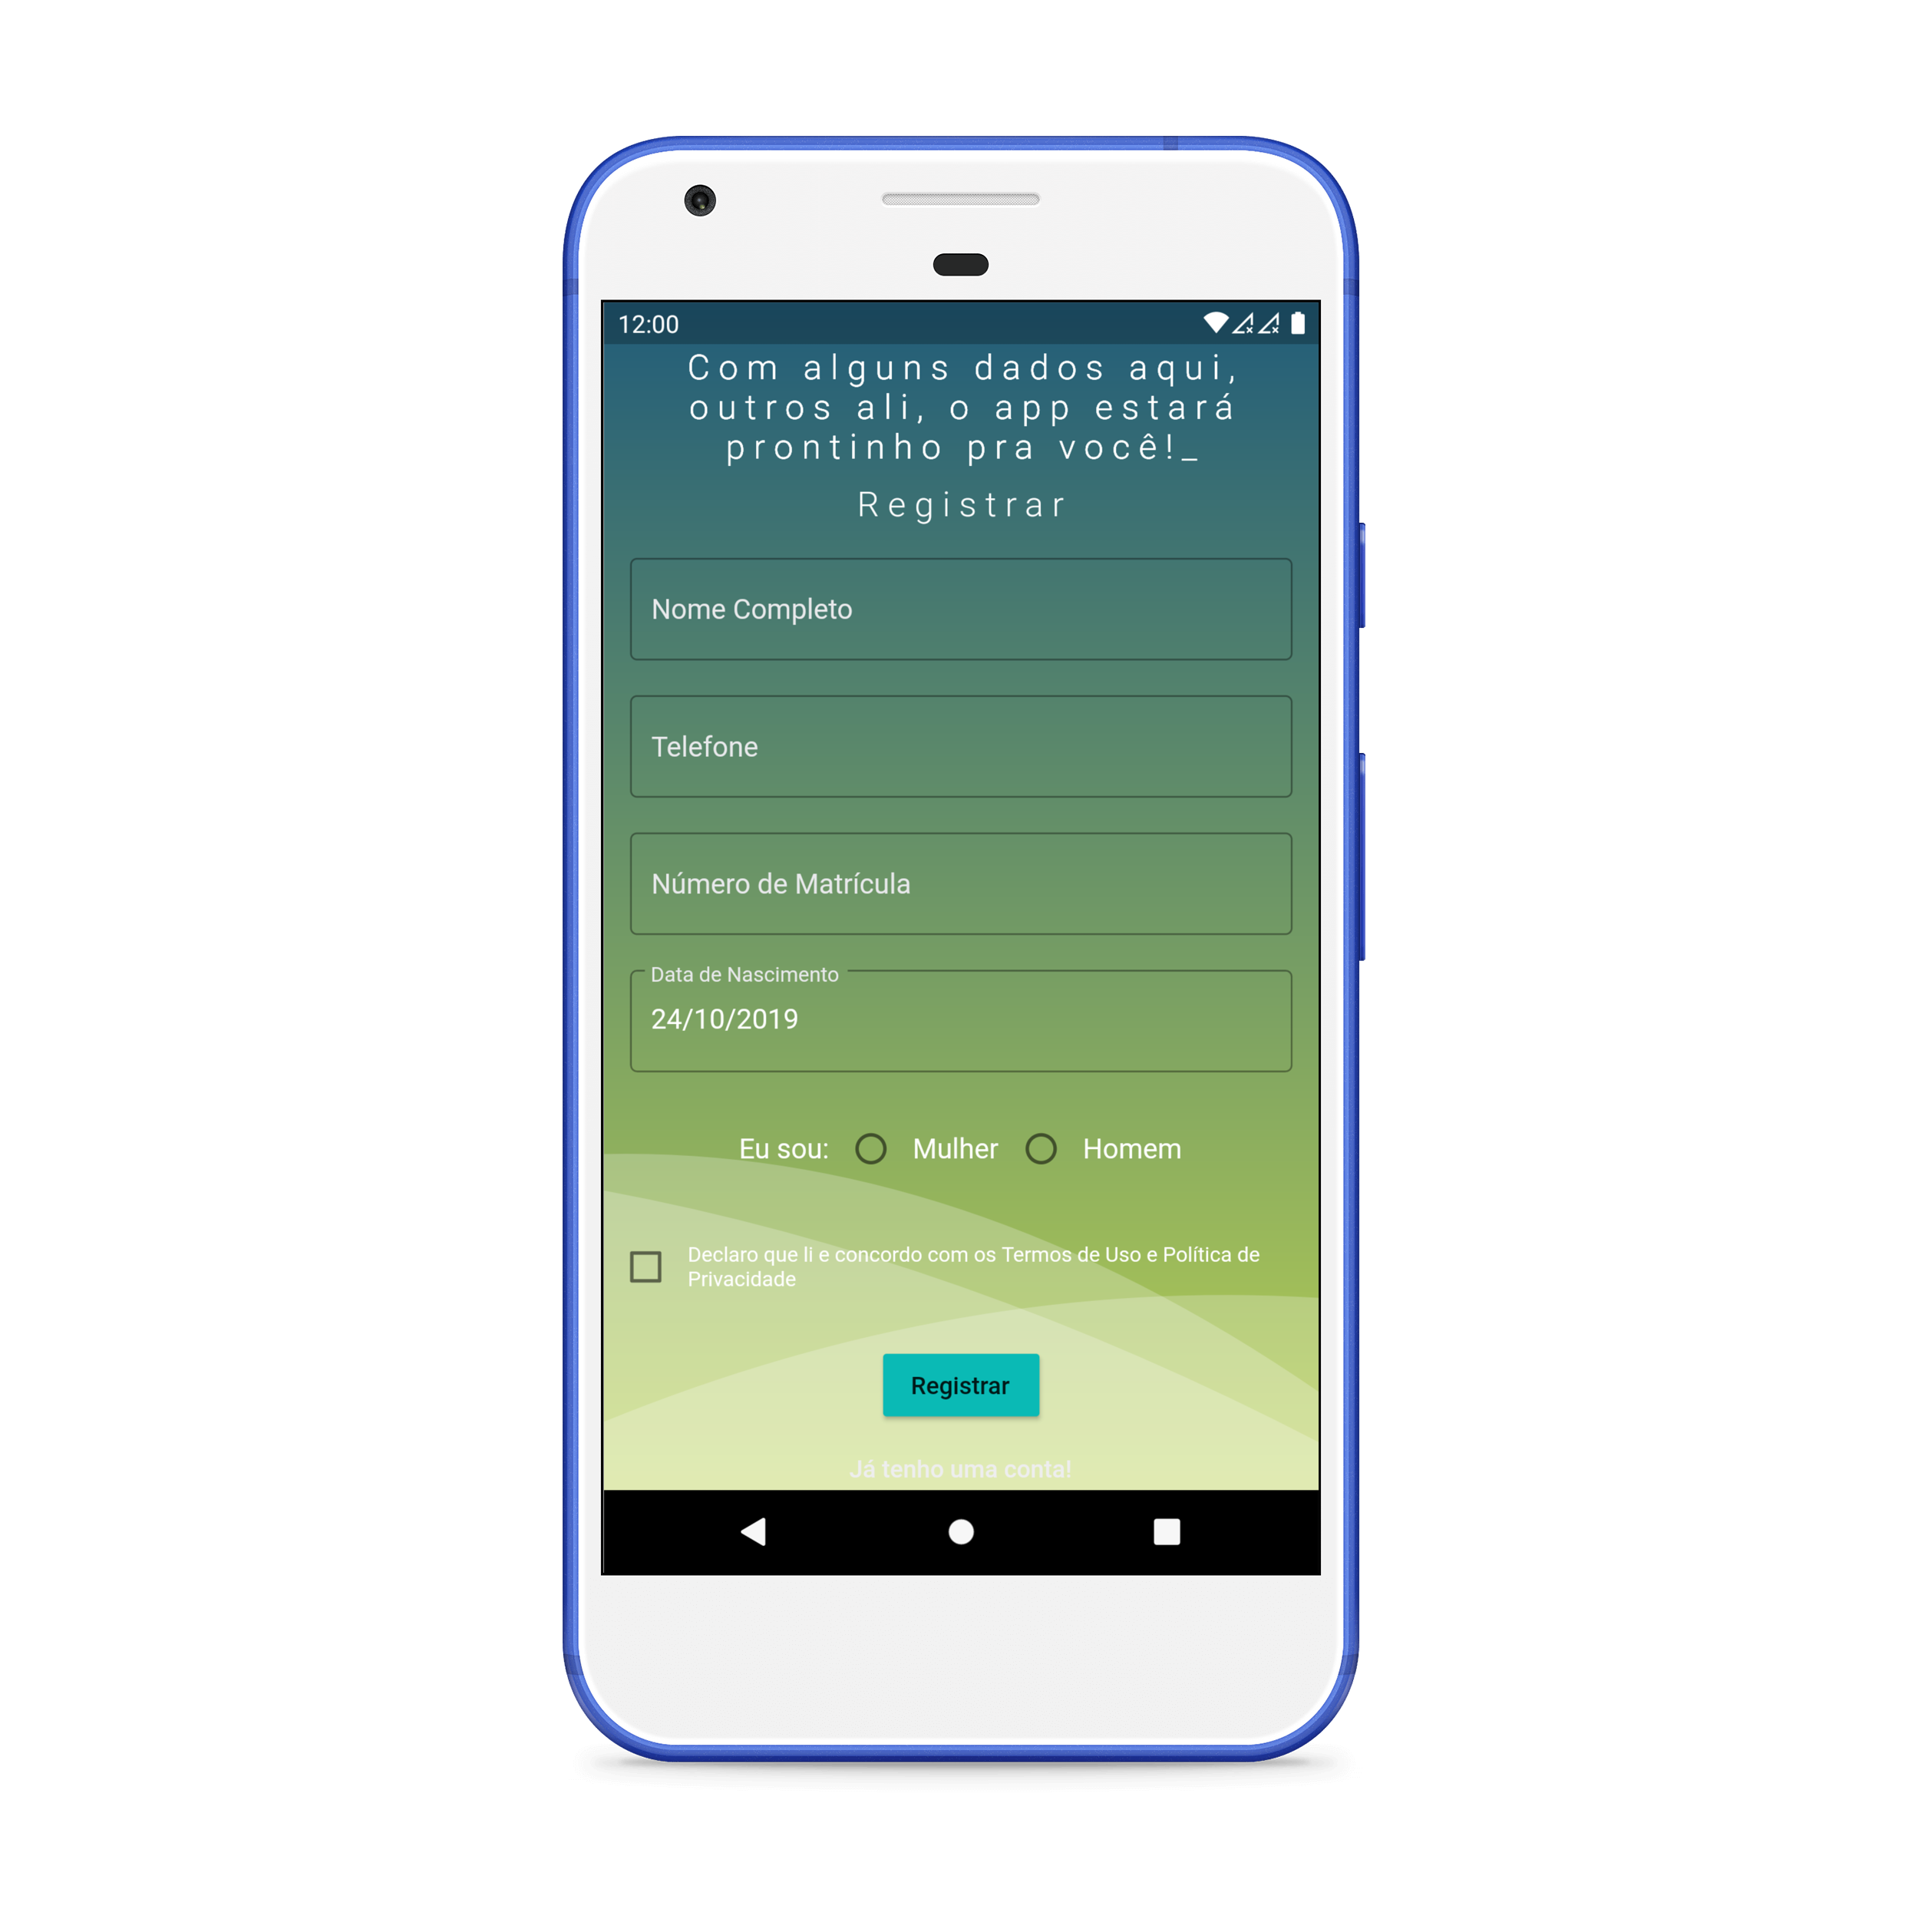 12:00
Com alguns dados aqui,
outros ali, o app estará
prontinho pra você!_
Registrar
Nome Completo
Telefone
Número de Matrícula
Data de Nascimento
24/10/2019
Eu sou: Mulher Homem
Declaro que li e concordo com os Termos de Uso e Política de
Privacidade
Registrar
Já tenho uma conta!